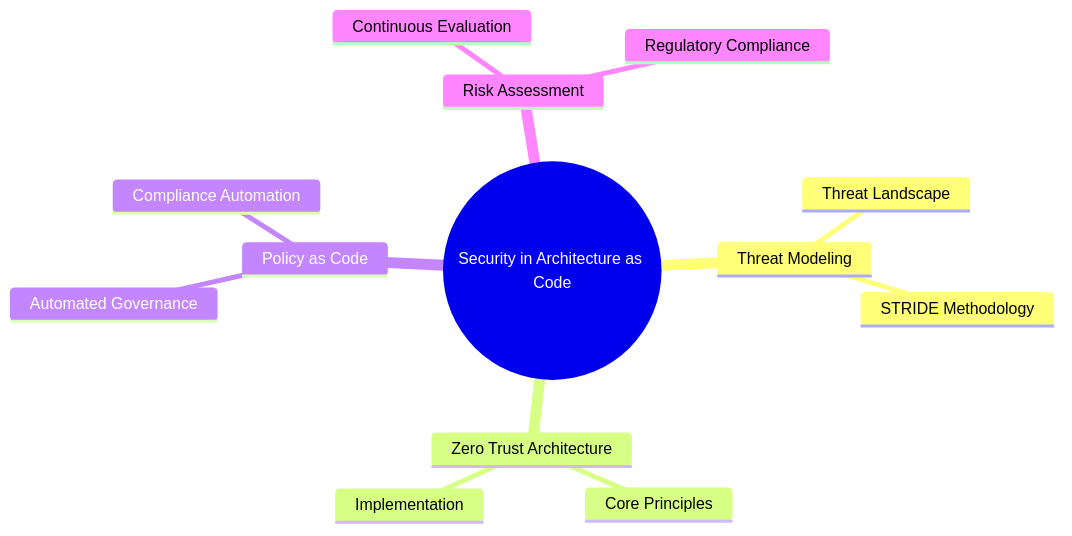 Continuous Evaluation
Regulatory Compliance
Risk Assessment
Compliance Automation
Policy as Code
Automated Governance
Security in Architecture as
Code
Threat Landscape
Threat Modeling
STRIDE Methodology
Zero Trust Architecture
Implementation
Core Principles